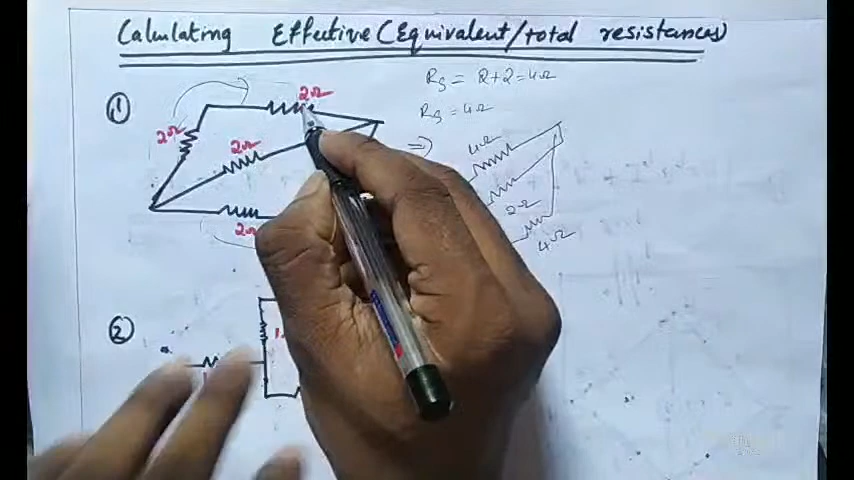 Calculating Effective (Equivalent/total resistances)
Rs = 2+2=4Ω
Rs = 4Ω
1
2Ω
2Ω
2Ω
2Ω
⇒
4Ω
2Ω
4Ω
2